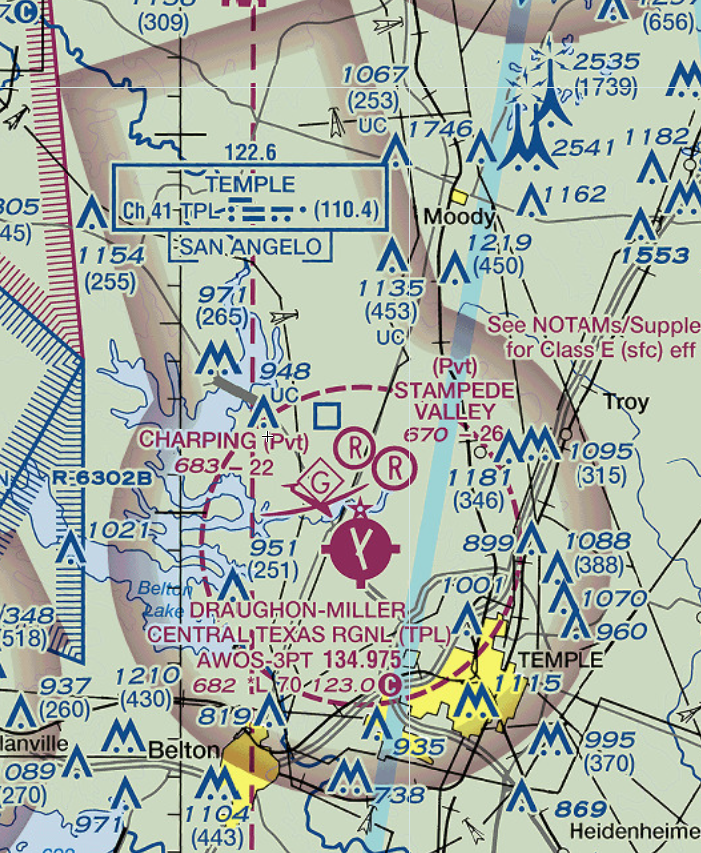 C
(309)
(656)
2535
(1739)
1067
(253)
UC
1746
2541
1182
122.6
TEMPLE
Ch 41 TPL (110.4)
SAN ANGELO
1162
Moody
1154
(255)
1219
(450)
1135
(453)
UC
1553
971
(265)
See NOTAMs/Supple
for Class E (sfc) eff
948
UC
(Pvt)
STAMPEDE
VALLEY
670 - 26
Troy
CHARPING (Pvt)
683 - 22
R
R
G
1095
(315)
R-6302B
1181
(346)
1021
899
1088
(388)
951
(251)
Belton
Lake
1001
1070
960
348
(518)
DRAUGHON-MILLER
CENTRAL TEXAS RGNL (TPL)
AWOS-3PT 134.975
682 *L 70 123.0 C
TEMPLE
937
(260)
1210
(430)
819
1115
lanville
Belton
935
995
(370)
089
(270)
971
1104
(443)
738
869
Heidenheime